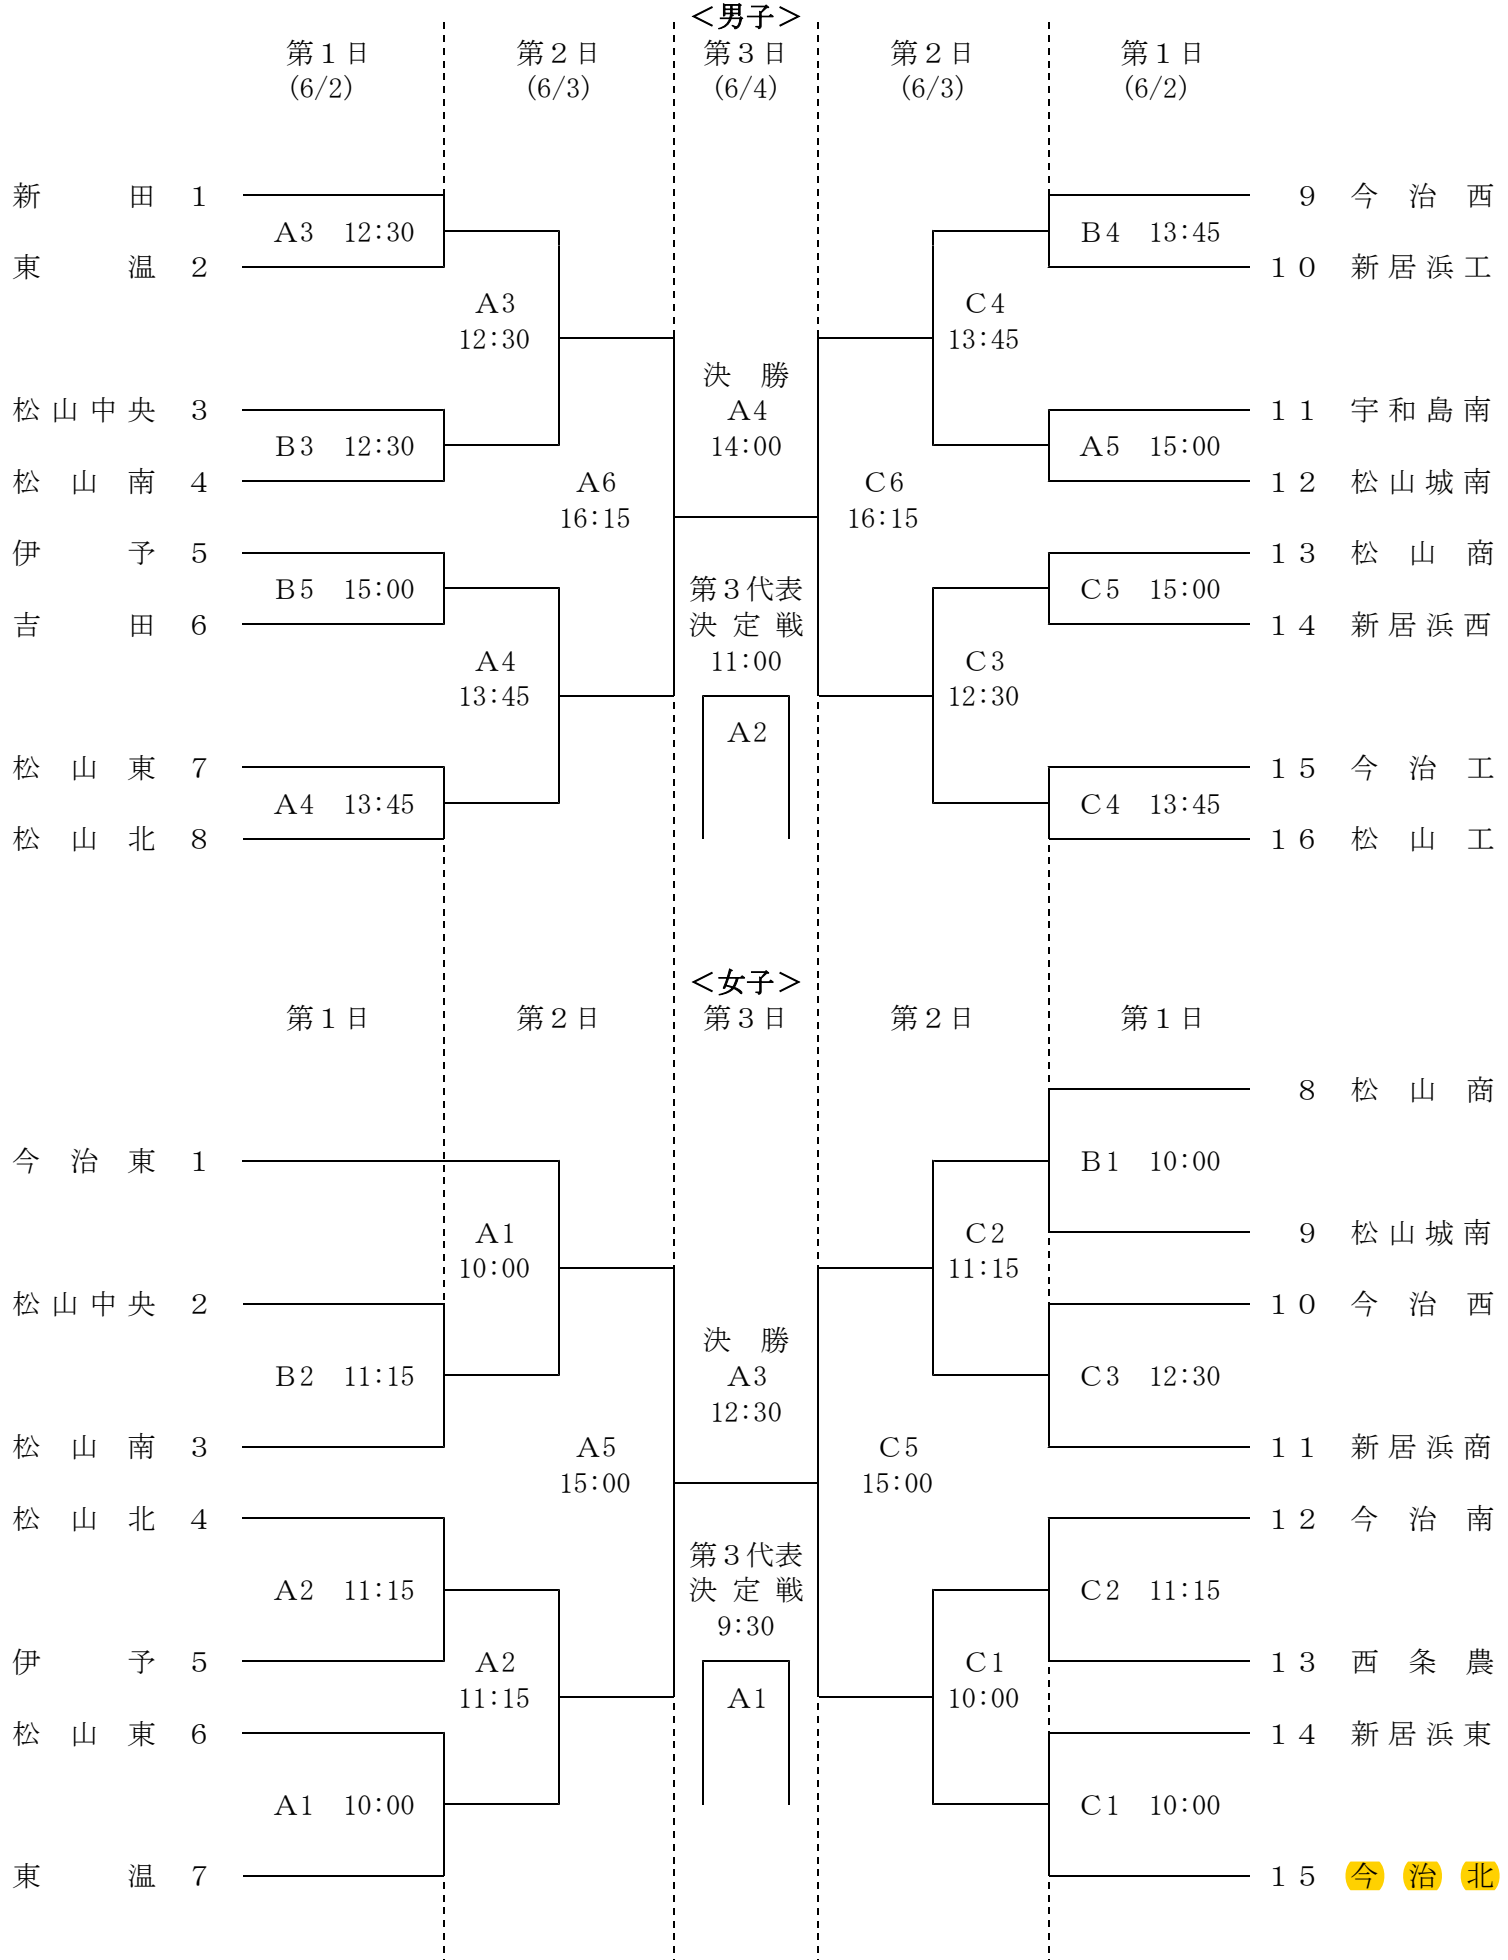 ＜男子＞
第１日 第２日 第３日 第２日 第１日
(6/2) (6/3) (6/4) (6/3) (6/2)
新田 1 9 今治西
A3 12:30 B4 13:45
東温 2 10 新居浜工
A3 C4
12:30 13:45
決勝
松山中央 3 A4 11 宇和島南
B3 12:30 14:00 A5 15:00
松山南 4 A6 C6 12 松山城南
16:15 16:15
伊予 5 13 松山商
B5 15:00 第３代表 C5 15:00
吉田 6 決定戦 14 新居浜西
A4 11:00 C3
13:45 12:30
A2
松山東 7 15 今治工
A4 13:45 C4 13:45
松山北 8 16 松山工
＜女子＞
第１日 第２日 第３日 第２日 第１日
8 松山商
今治東 1 B1 10:00
A1 C2 9 松山城南
10:00 11:15
松山中央 2 10 今治西
決勝
B2 11:15 A3 C3 12:30
12:30
松山南 3 A5 C5 11 新居浜商
15:00 15:00
松山北 4 12 今治南
第３代表
A2 11:15 決定戦 C2 11:15
9:30
伊予 5 A2 C1 13 西条農
11:15 A1 10:00
松山東 6 14 新居浜東
A1 10:00 C1 10:00
東温 7 15 今治北